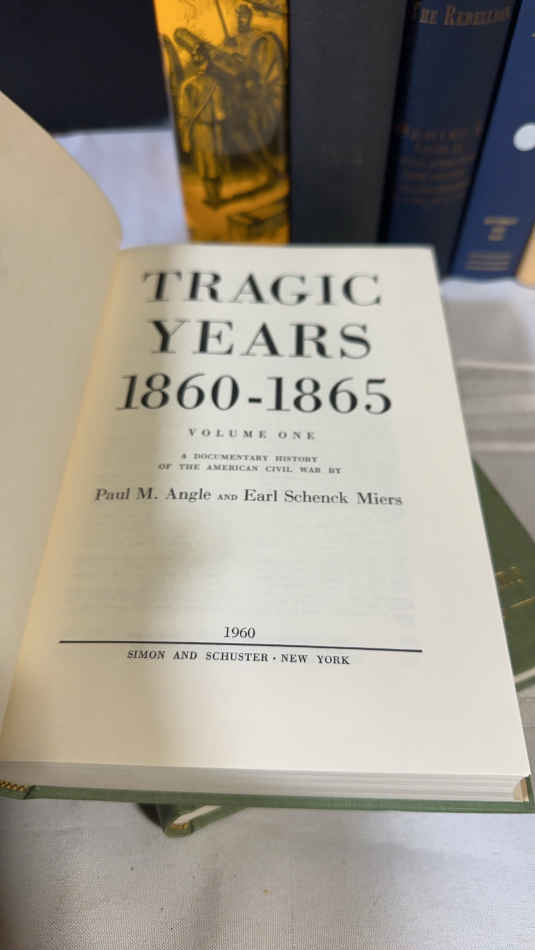 THE REBELLION
TRAGIC
YEARS
1860-1865
VOLUME ONE
A DOCUMENTARY HISTORY
OF THE AMERICAN CIVIL WAR BY
Paul M. Angle AND Earl Schenck Miers
1960
SIMON AND SCHUSTER · NEW YORK